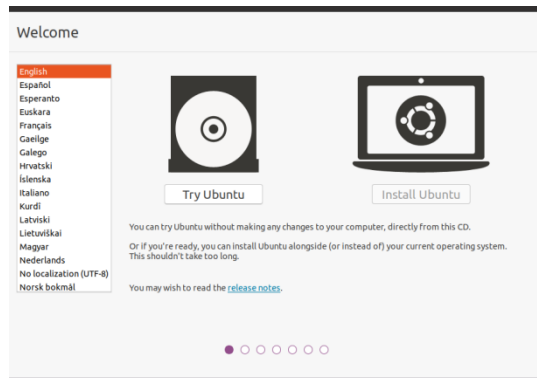 Welcome
English
Español
Esperanto
Euskara
Français
Gaeilge
Galego
Hrvatski
Íslenska
Italiano
Kurdî
Latviski
Lietuviškai
Magyar
Nederlands
No localization (UTF-8)
Norsk bokmål
Try Ubuntu
Install Ubuntu
You can try Ubuntu without making any changes to your computer, directly from this CD.
Or if you're ready, you can install Ubuntu alongside (or instead of) your current operating system.
This shouldn't take too long.
You may wish to read the release notes.